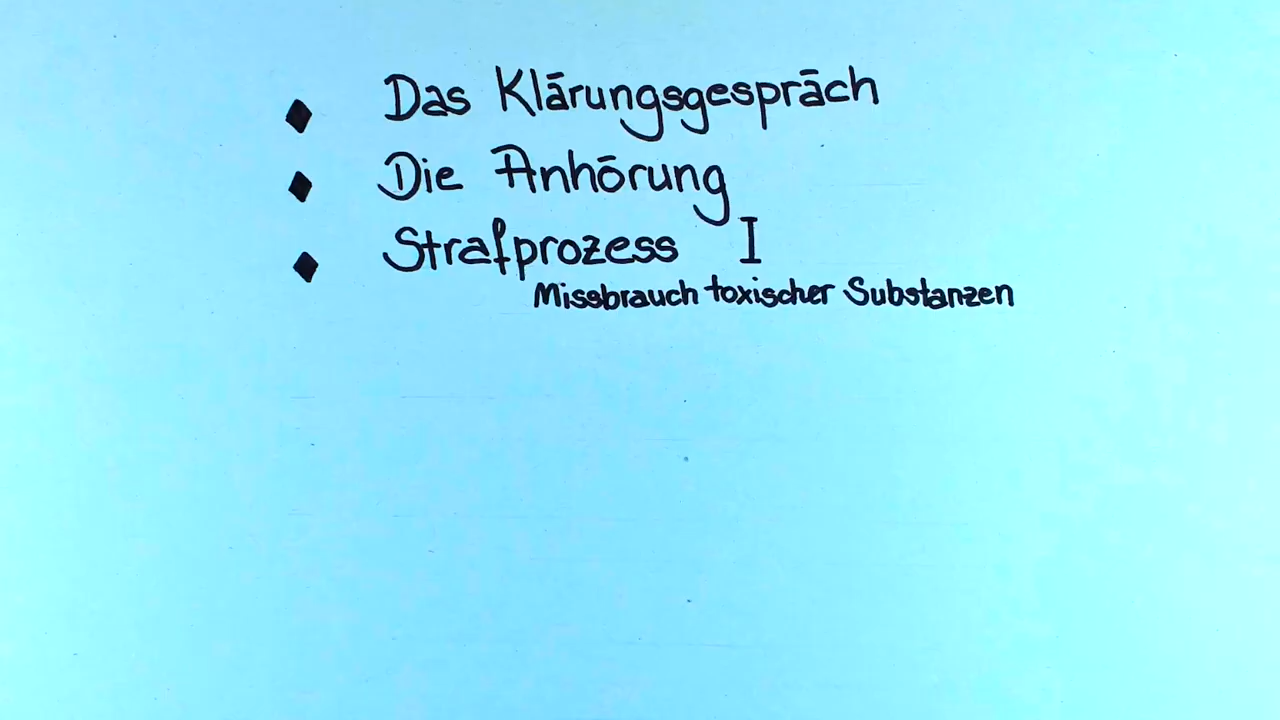 Das Klärungsgespräch
Die Anhörung
Strafprozess I
Missbrauch toxischer Substanzen